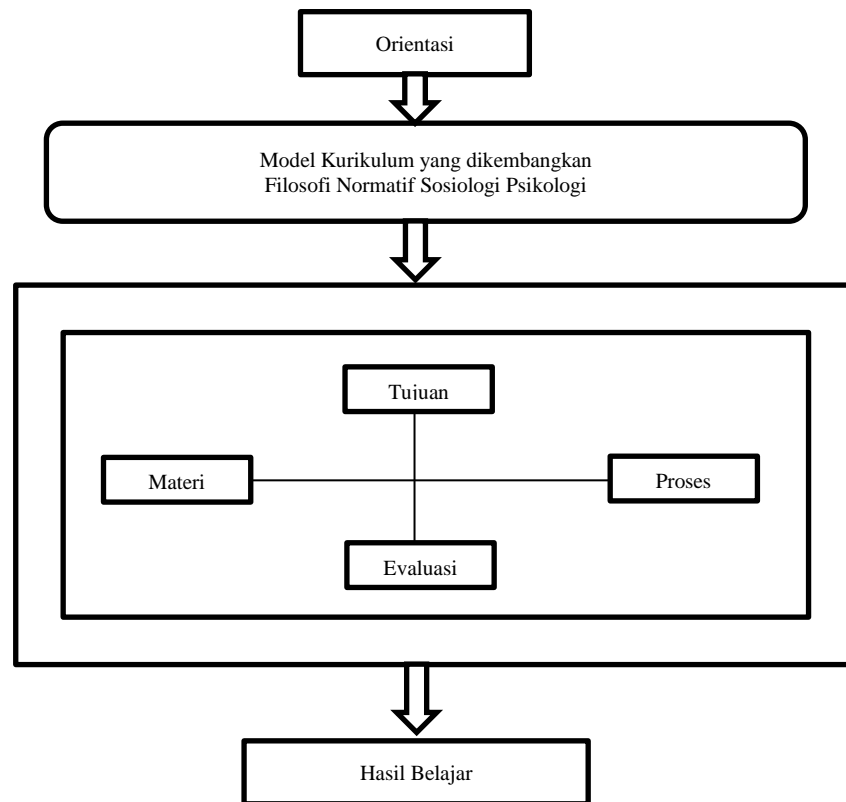 Orientasi
Model Kurikulum yang dikembangkan
Filosofi Normatif Sosiologi Psikologi
Tujuan
Materi
Proses
Evaluasi
Hasil Belajar